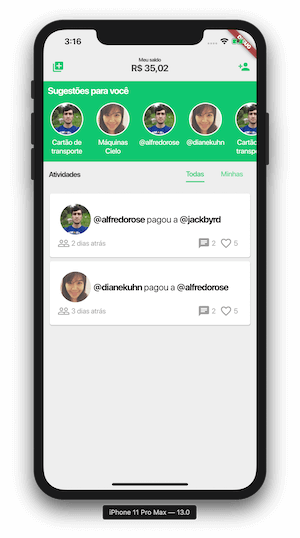 3:16
Meu saldo
R$ 35,02
Sugestões para você
Cartão de
transporte
Máquinas
Cielo
@alfredorose
@dianekuhn
Cartão
transpo
Atividades
Todas
Minhas
@alfredorose pagou a @jackbyrd
2 dias atrás
2
5
@dianekuhn pagou a @alfredorose
3 dias atrás
2
5
iPhone 11 Pro Max — 13.0